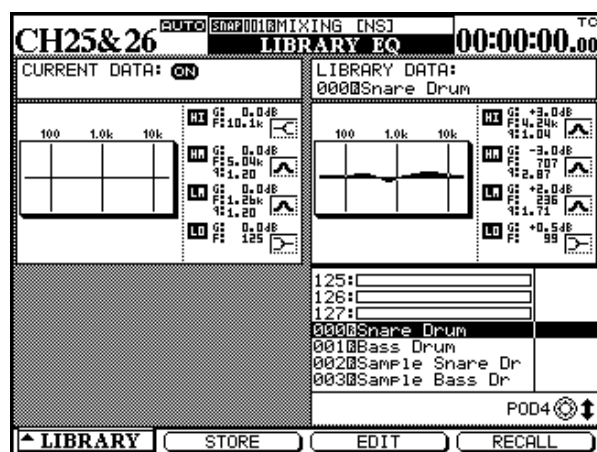 CH25&26
AUTO SNAP001 MIXING [NS]
LIBRARY EQ
TC
00:00:00.00
CURRENT DATA: ON
100 1.0k 10k
HI G: 0.0dB
F:10.1k
HM G: 0.0dB
F:5.04k
Q:1.20
LM G: 0.0dB
F:1.26k
Q:1.20
LO G: 0.0dB
F: 125
LIBRARY DATA:
000 Snare Drum
100 1.0k 10k
HI G: +3.0dB
F:4.24k
Q:1.04
HM G: -3.0dB
F: 707
Q:2.87
LM G: +2.0dB
F: 236
Q:1.71
LO G: +0.5dB
F: 99
125:
126:
127:
000 Snare Drum
001 Bass Drum
002 Sample Snare Dr
003 Sample Bass Dr
POD4
LIBRARY STORE EDIT RECALL